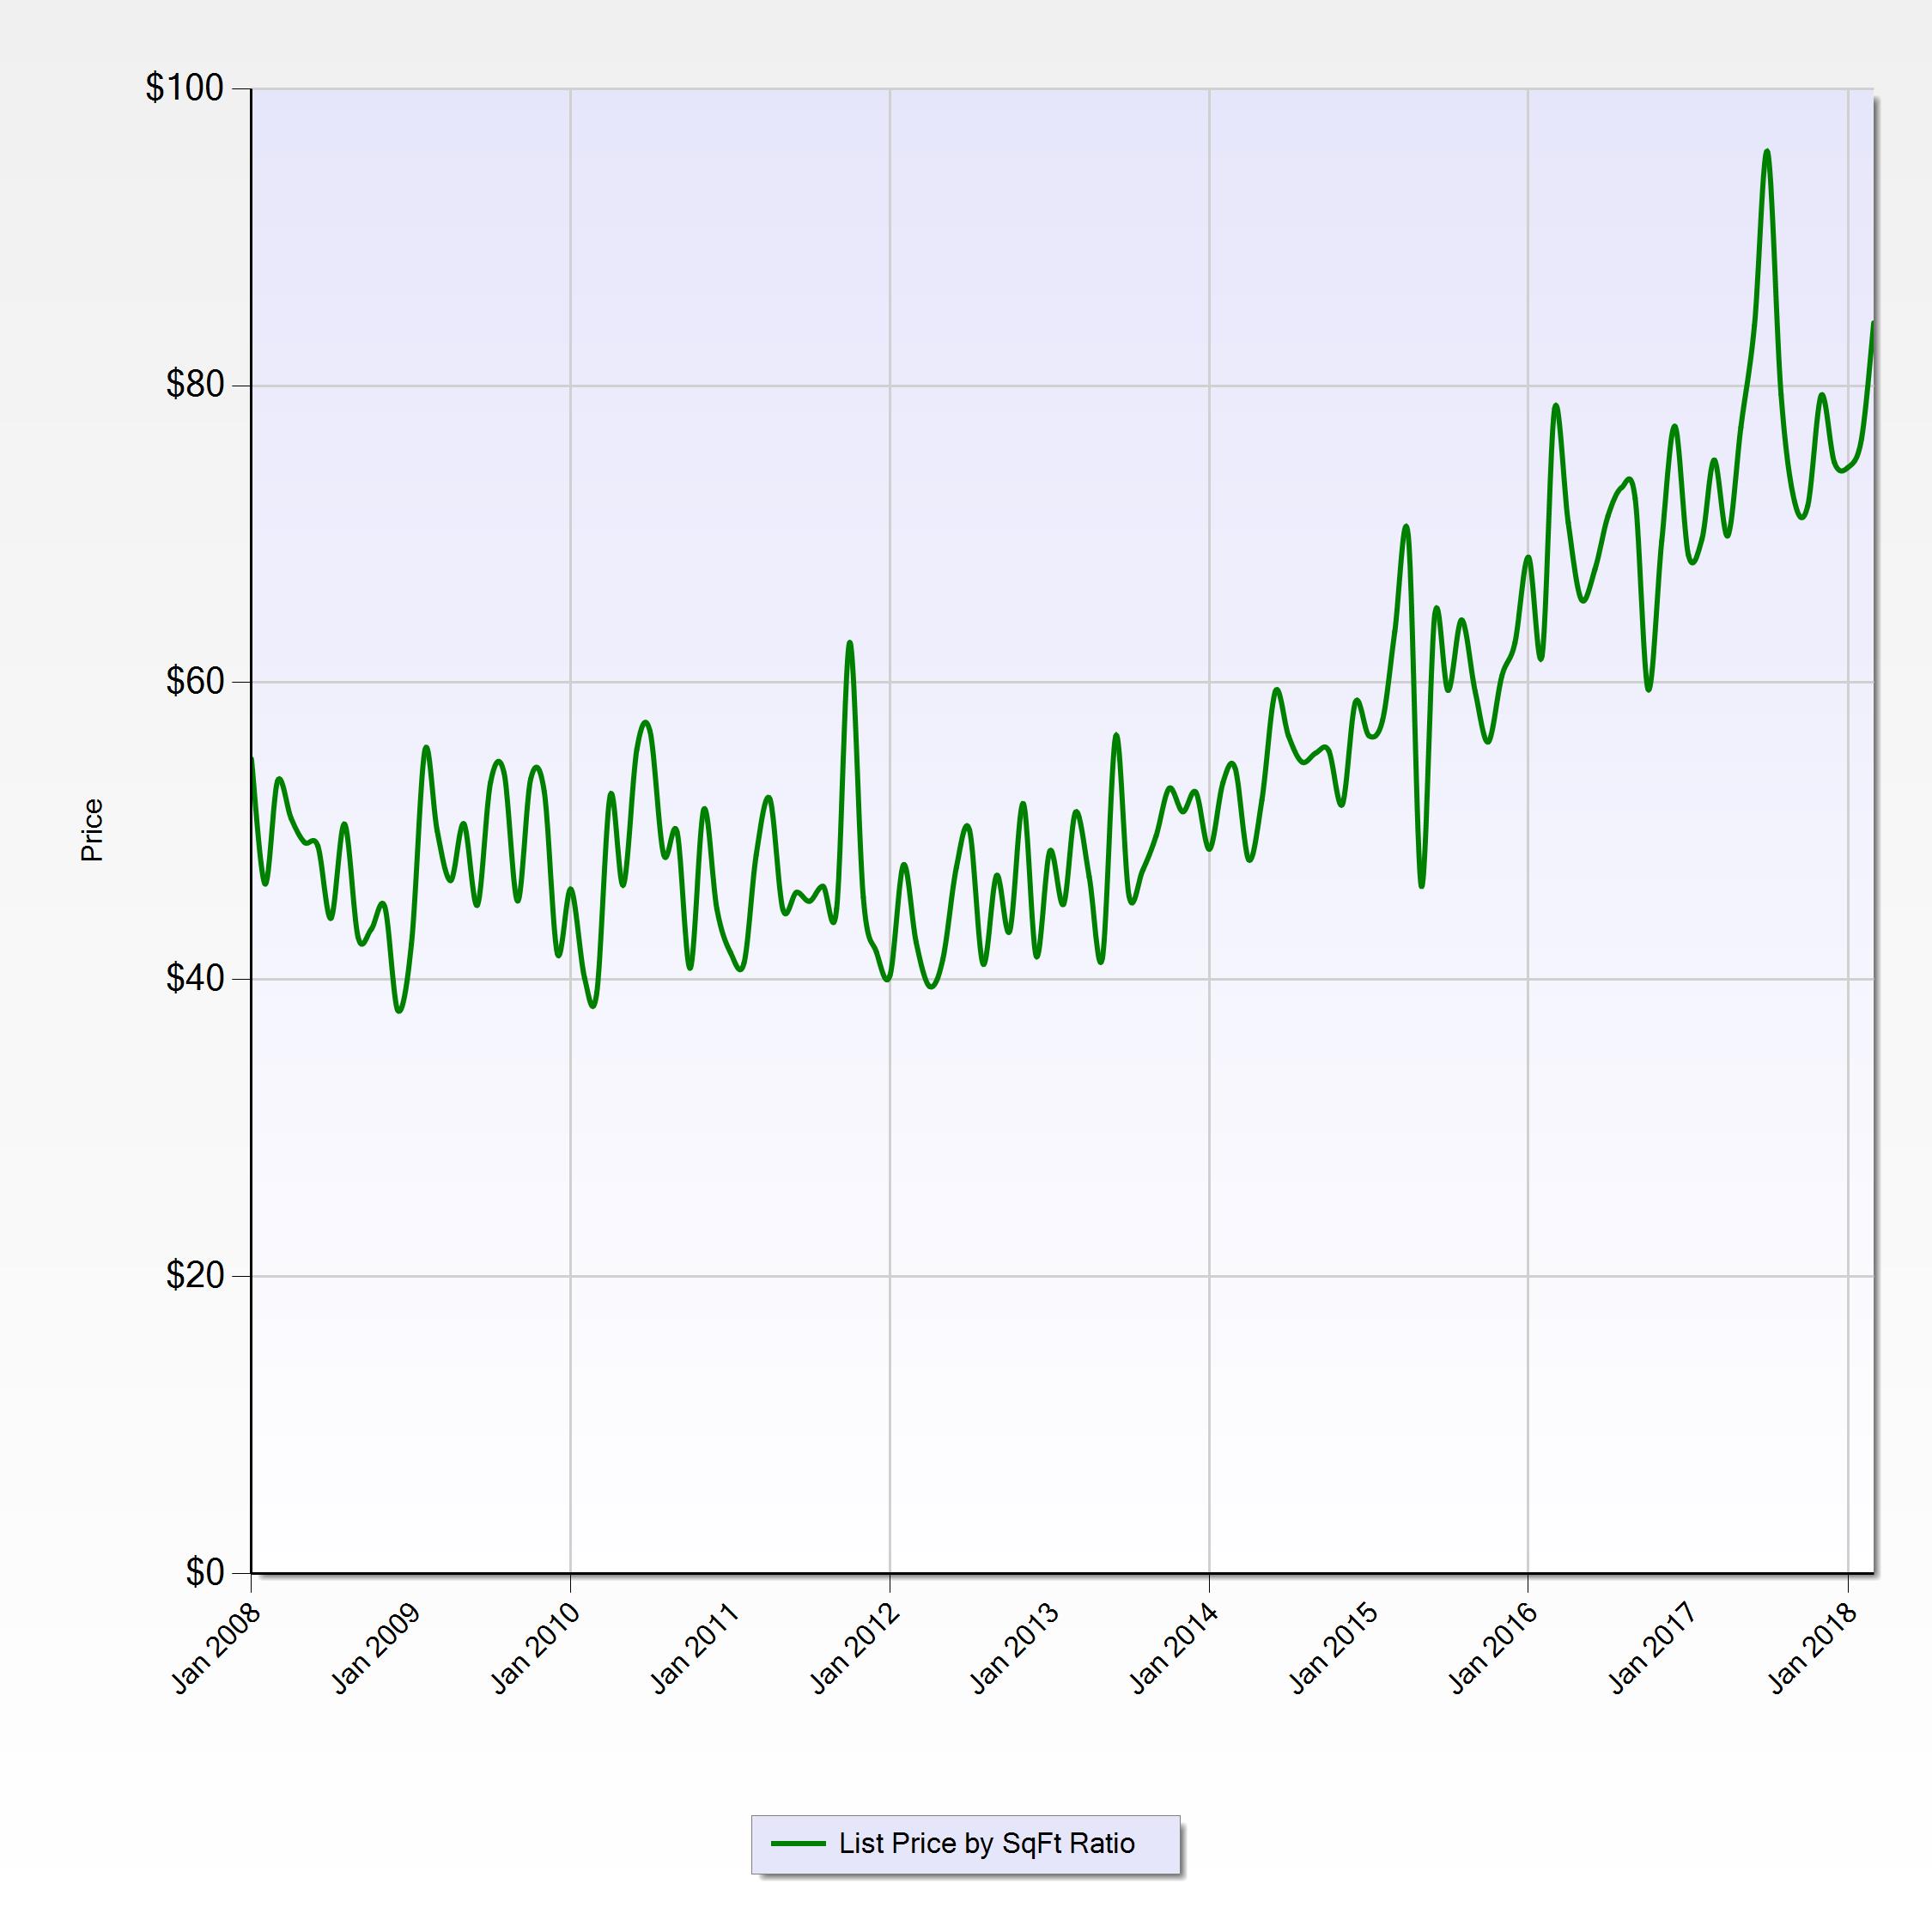 $100
$80
$60
$40
$20
$0
Price
Jan 2008
Jan 2009
Jan 2010
Jan 2011
Jan 2012
Jan 2013
Jan 2014
Jan 2015
Jan 2016
Jan 2017
Jan 2018
List Price by SqFt Ratio